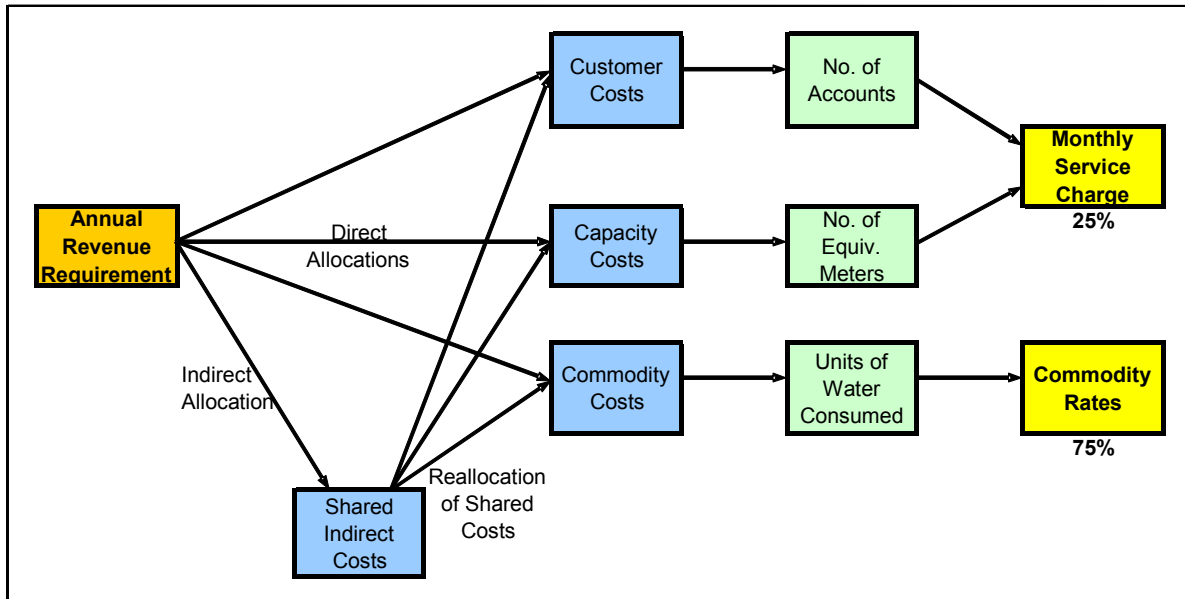 Customer
Costs
No. of
Accounts
Monthly
Service
Charge
25%
Annual
Revenue
Requirement
Direct
Allocations
Capacity
Costs
No. of
Equiv.
Meters
Indirect
Allocation
Commodity
Costs
Units of
Water
Consumed
Commodity
Rates
75%
Reallocation
of Shared
Costs
Shared
Indirect
Costs